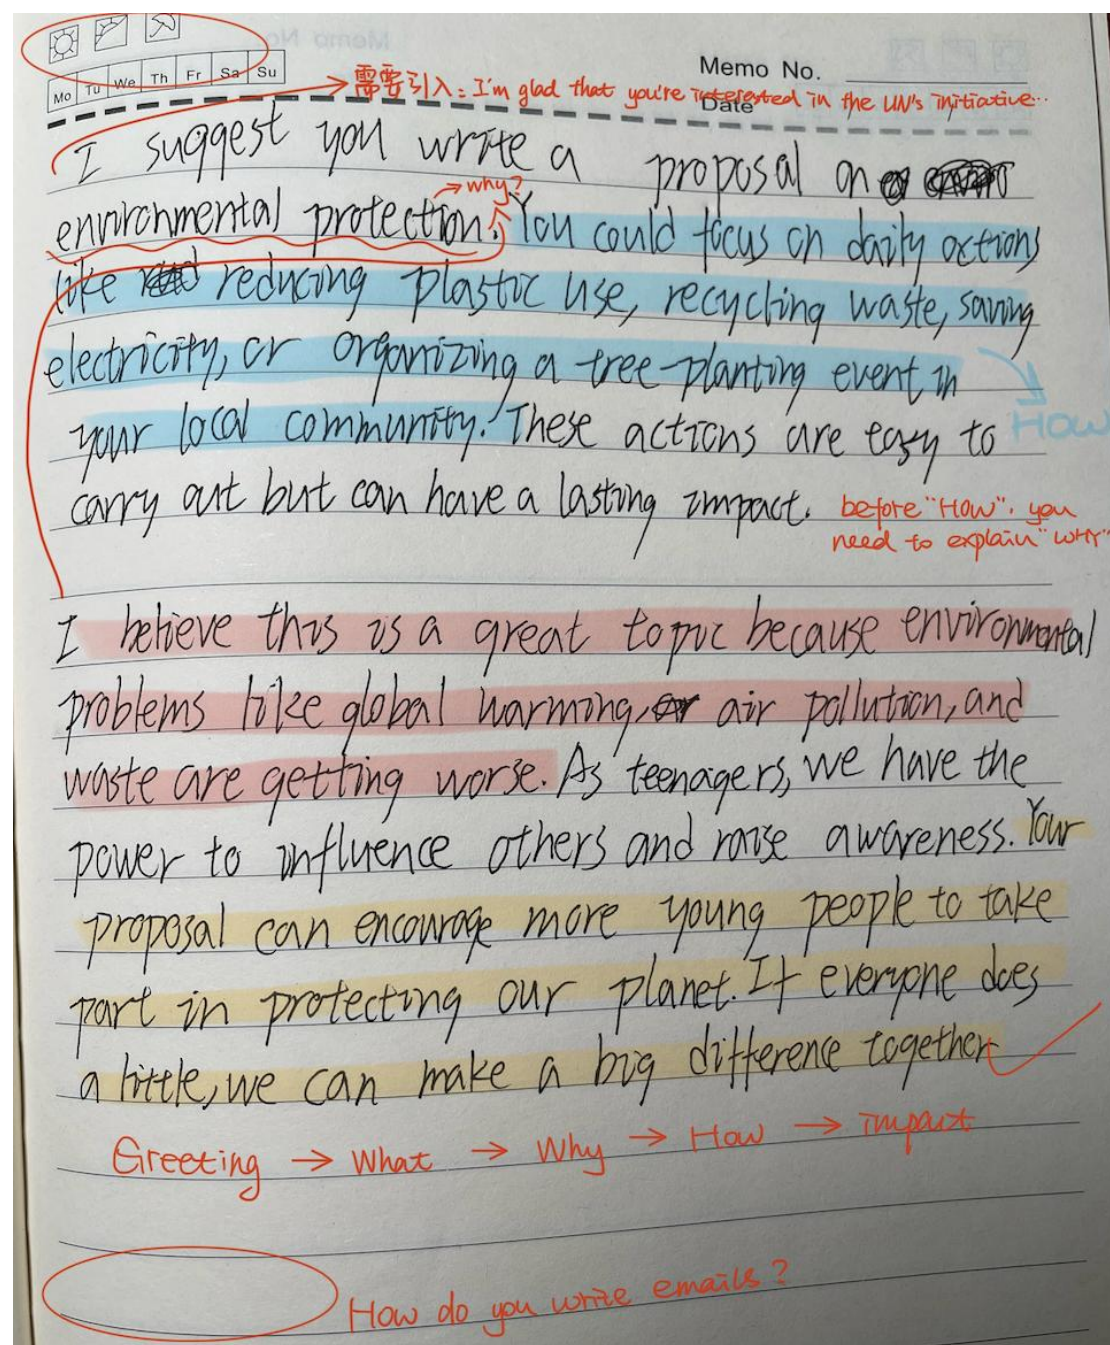 Memo No.
Mo Tu We Th Fr Sa Su
需要引入: I'm glad that you're interested in the UN's initiative...
Date
I suggest you write a proposal on
→ why?
environmental protection. You could focus on daily actions
like reducing plastic use, recycling waste, saving
electricity, or organizing a tree-planting event in
HOW
your local community. These actions are easy to
carry out but can have a lasting impact.
before "HOW", you
need to explain "WHY"
I believe this is a great topic because environmental
problems like global warming, air pollution, and
waste are getting worse. As teenagers, we have the
power to influence others and raise awareness. Your
proposal can encourage more young people to take
part in protecting our planet. If everyone does
a little, we can make a big difference together
Greeting → What → Why → How → impact
How do you write emails?